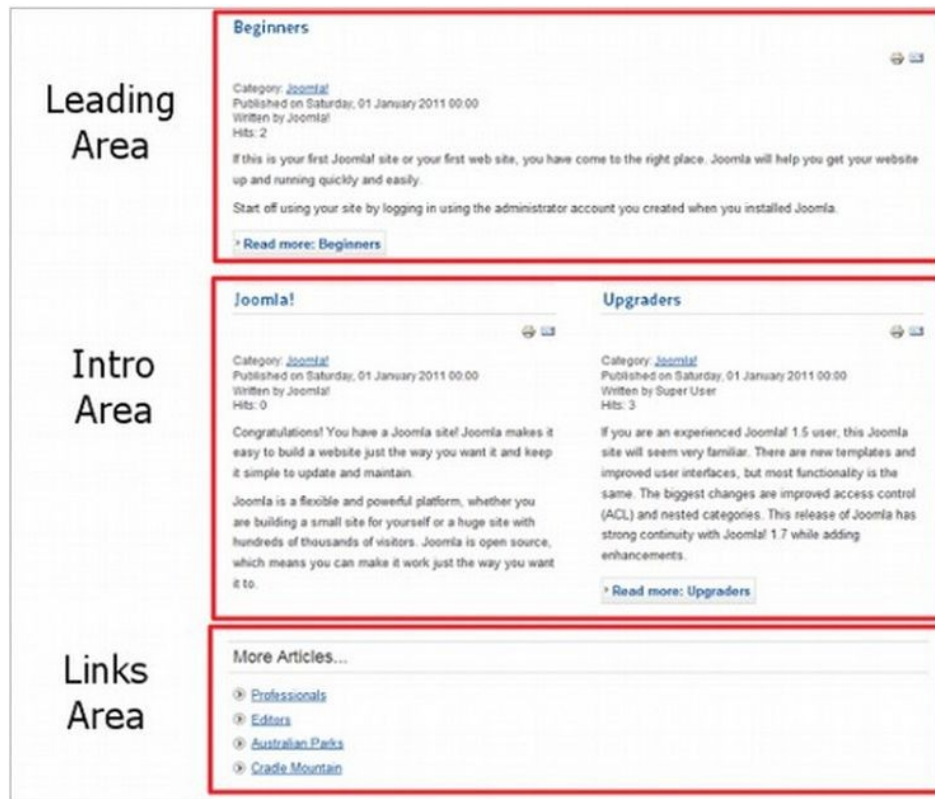 Leading
Area
Beginners
Category: Joomla!
Published on Saturday, 01 January 2011 00:00
Written by Joomla!
Hits: 2
If this is your first Joomla! site or your first web site, you have come to the right place. Joomla will help you get your website
up and running quickly and easily.
Start off using your site by logging in using the administrator account you created when you installed Joomla.
Read more: Beginners
Intro
Area
Joomla!
Category: Joomla!
Published on Saturday, 01 January 2011 00:00
Written by Joomla!
Hits: 0
Congratulations! You have a Joomla site! Joomla makes it
easy to build a website just the way you want it and keep
it simple to update and maintain.
Joomla is a flexible and powerful platform, whether you
are building a small site for yourself or a huge site with
hundreds of thousands of visitors. Joomla is open source,
which means you can make it work just the way you want
it to.
Upgraders
Category: Joomla!
Published on Saturday, 01 January 2011 00:00
Written by Super User
Hits: 3
If you are an experienced Joomla! 1.5 user, this Joomla
site will seem very familiar. There are new templates and
improved user interfaces, but most functionality is the
same. The biggest changes are improved access control
(ACL) and nested categories. This release of Joomla has
strong continuity with Joomla! 1.7 while adding
enhancements.
Read more: Upgraders
Links
Area
More Articles...
Professionals
Editors
Australian Parks
Cradle Mountain